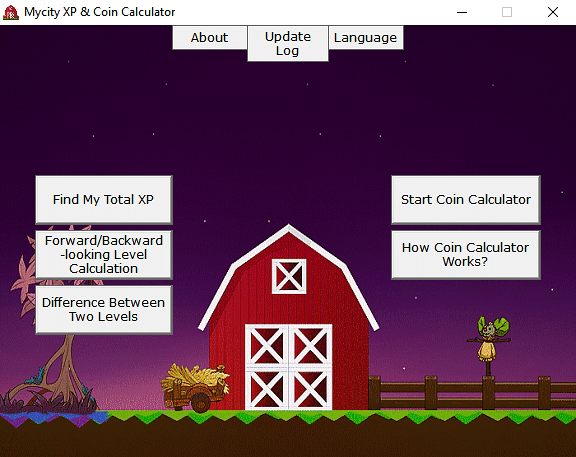 Mycity XP & Coin Calculator
About
Update
Log
Language
Find My Total XP
Forward/Backward
-looking Level
Calculation
Difference Between
Two Levels
Start Coin Calculator
How Coin Calculator
Works?